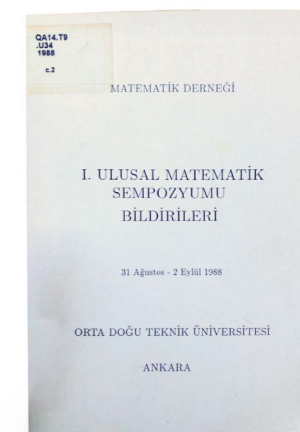 QA14.T9
.U34
1988
c.2
MATEMATİK DERNEĞİ
I. ULUSAL MATEMATİK
SEMPOZYUMU
BİLDİRİLERİ
31 Ağustos - 2 Eylül 1988
ORTA DOĞU TEKNİK ÜNİVERSİTESİ
ANKARA